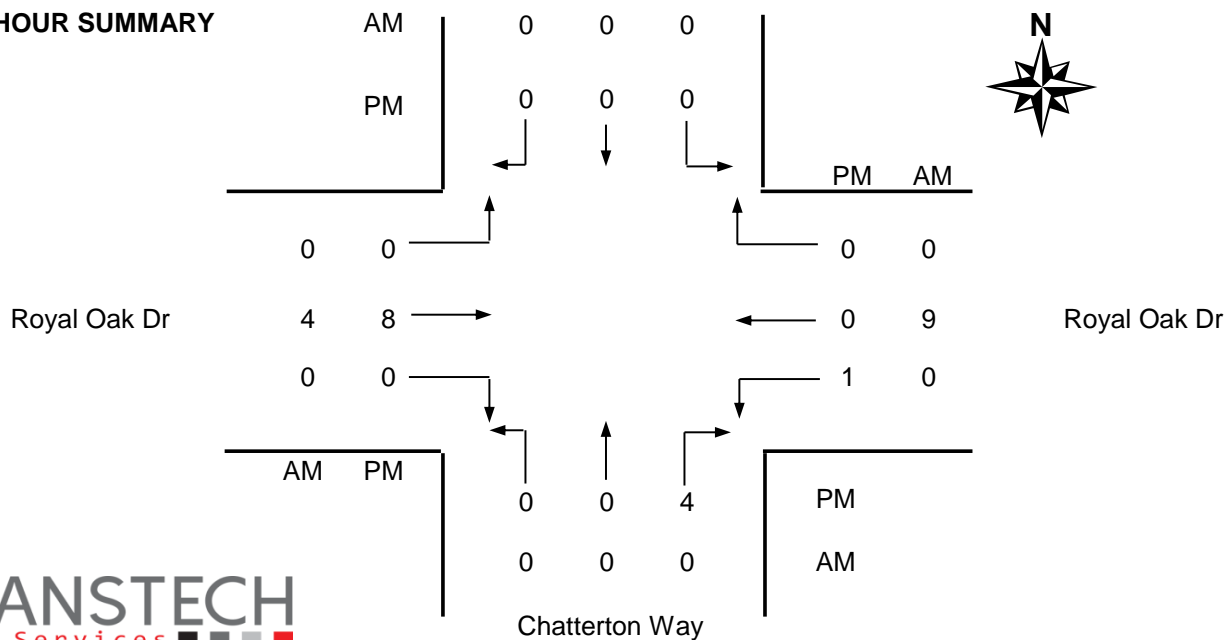 HOUR SUMMARY AM 0 0 0
N
PM 0 0 0
PM AM
0 0 0 0
Royal Oak Dr 4 8 0 9 Royal Oak Dr
0 0 1 0
AM PM
0 0 4 PM
0 0 0 AM
ANSTECH
Services
Chatterton Way